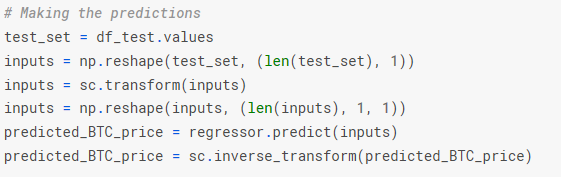 # Making the predictions
test_set = df_test.values
inputs = np.reshape(test_set, (len(test_set), 1))
inputs = sc.transform(inputs)
inputs = np.reshape(inputs, (len(inputs), 1, 1))
predicted_BTC_price = regressor.predict(inputs)
predicted_BTC_price = sc.inverse_transform(predicted_BTC_price)